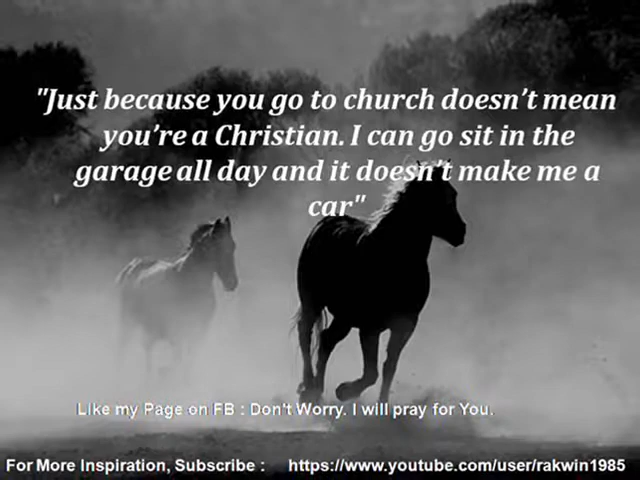 "Just because you go to church doesn’t mean
you’re a Christian. I can go sit in the
garage all day and it doesn’t make me a
car"
Like my Page on FB : Don't Worry. I will pray for You.
For More Inspiration, Subscribe : https://www.youtube.com/user/rakwin1985